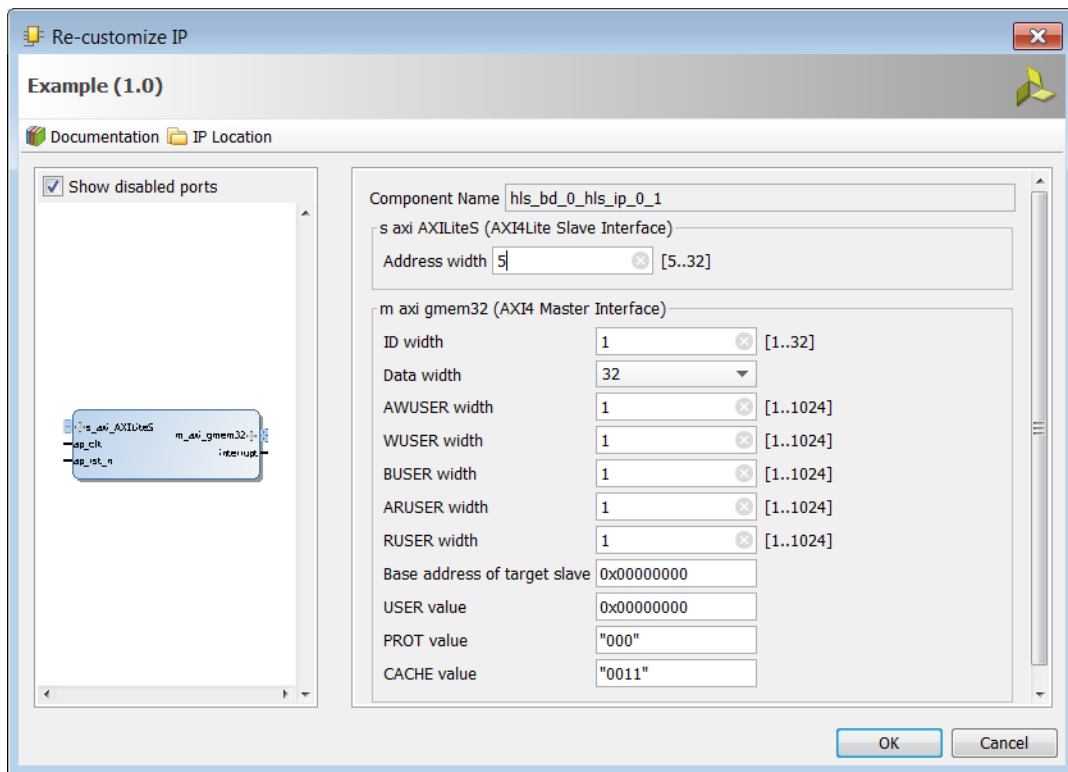 Re-customize IP
Example (1.0)
Documentation IP Location
Show disabled ports
s_axi_AXILiteS
ap_clk
ap_rst_n
m_axi_gmem32
interrupt
Component Name hls_bd_0_hls_ip_0_1
s axi AXILiteS (AXI4Lite Slave Interface)
Address width 5 [5..32]
m axi gmem32 (AXI4 Master Interface)
ID width 1 [1..32]
Data width 32
AWUSER width 1 [1..1024]
WUSER width 1 [1..1024]
BUSER width 1 [1..1024]
ARUSER width 1 [1..1024]
RUSER width 1 [1..1024]
Base address of target slave 0x00000000
USER value 0x00000000
PROT value "000"
CACHE value "0011"
OK Cancel